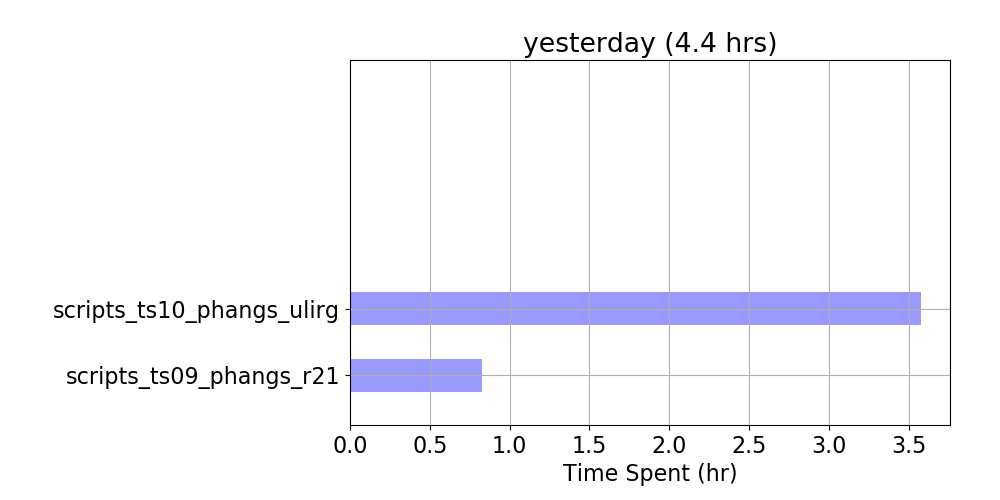 yesterday (4.4 hrs)
scripts_ts10_phangs_ulirg
scripts_ts09_phangs_r21
0.0 0.5 1.0 1.5 2.0 2.5 3.0 3.5
Time Spent (hr)